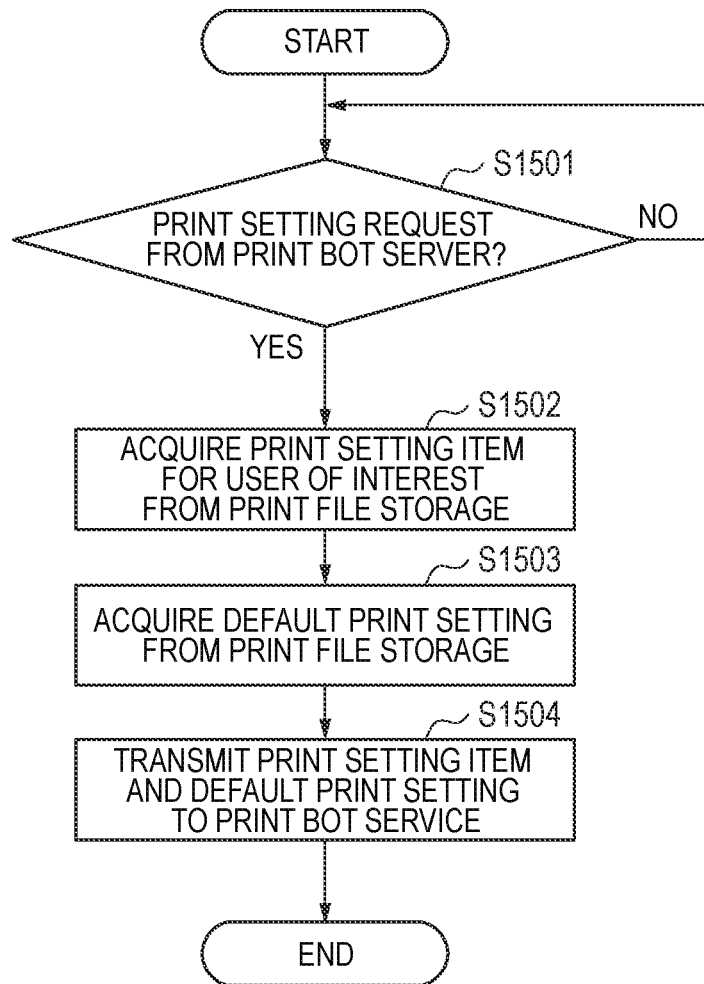 START
S1501
PRINT SETTING REQUEST
FROM PRINT BOT SERVER?
NO
YES
S1502
ACQUIRE PRINT SETTING ITEM
FOR USER OF INTEREST
FROM PRINT FILE STORAGE
S1503
ACQUIRE DEFAULT PRINT SETTING
FROM PRINT FILE STORAGE
S1504
TRANSMIT PRINT SETTING ITEM
AND DEFAULT PRINT SETTING
TO PRINT BOT SERVICE
END